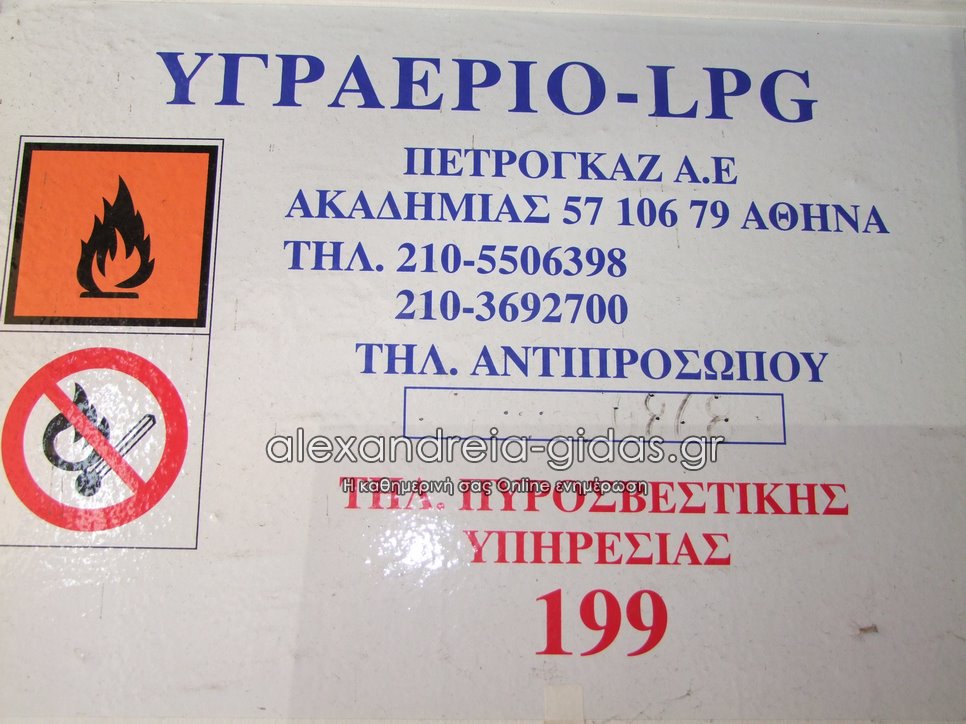 ΥΓΡΑΕΡΙΟ-LPG
ΠΕΤΡΟΓΚΑΖ Α.Ε
ΑΚΑΔΗΜΙΑΣ 57 106 79 ΑΘΗΝΑ
ΤΗΛ. 210-5506398
210-3692700
ΤΗΛ. ΑΝΤΙΠΡΟΣΩΠΟΥ
alexandreia-gidas.gr
Η καθημερινή σας Online ενημέρωση
ΤΗΛ. ΠΥΡΟΣΒΕΣΤΙΚΗΣ
ΥΠΗΡΕΣΙΑΣ
199